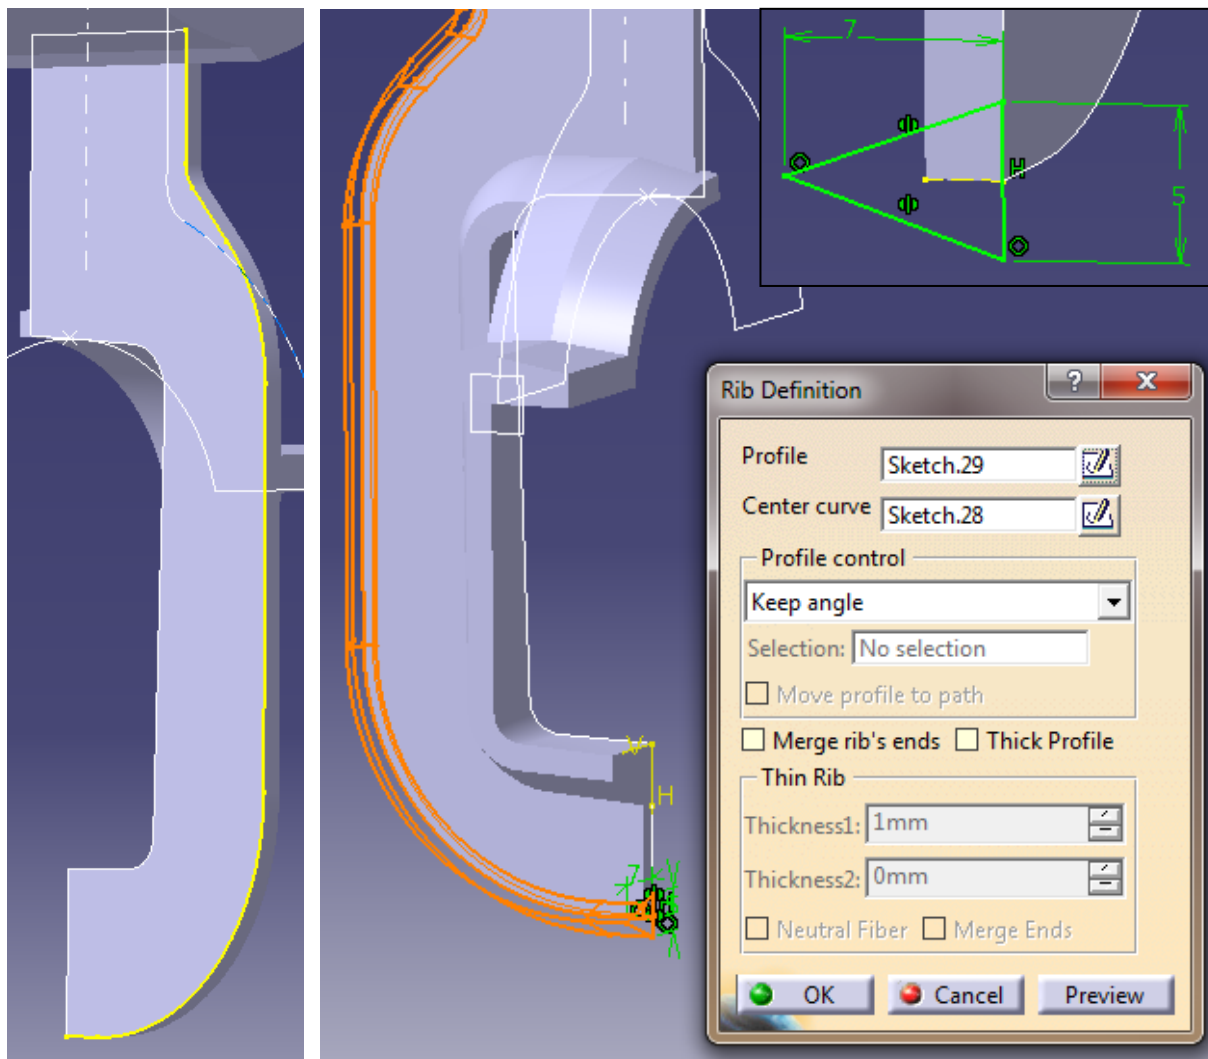 7
H
5
Rib Definition
?
X
Profile
Sketch.29
Center curve
Sketch.28
Profile control
Keep angle
Selection:
No selection
Move profile to path
Merge rib's ends
Thick Profile
Thin Rib
Thickness1:
1mm
Thickness2:
0mm
Neutral Fiber
Merge Ends
OK
Cancel
Preview
V
H
7